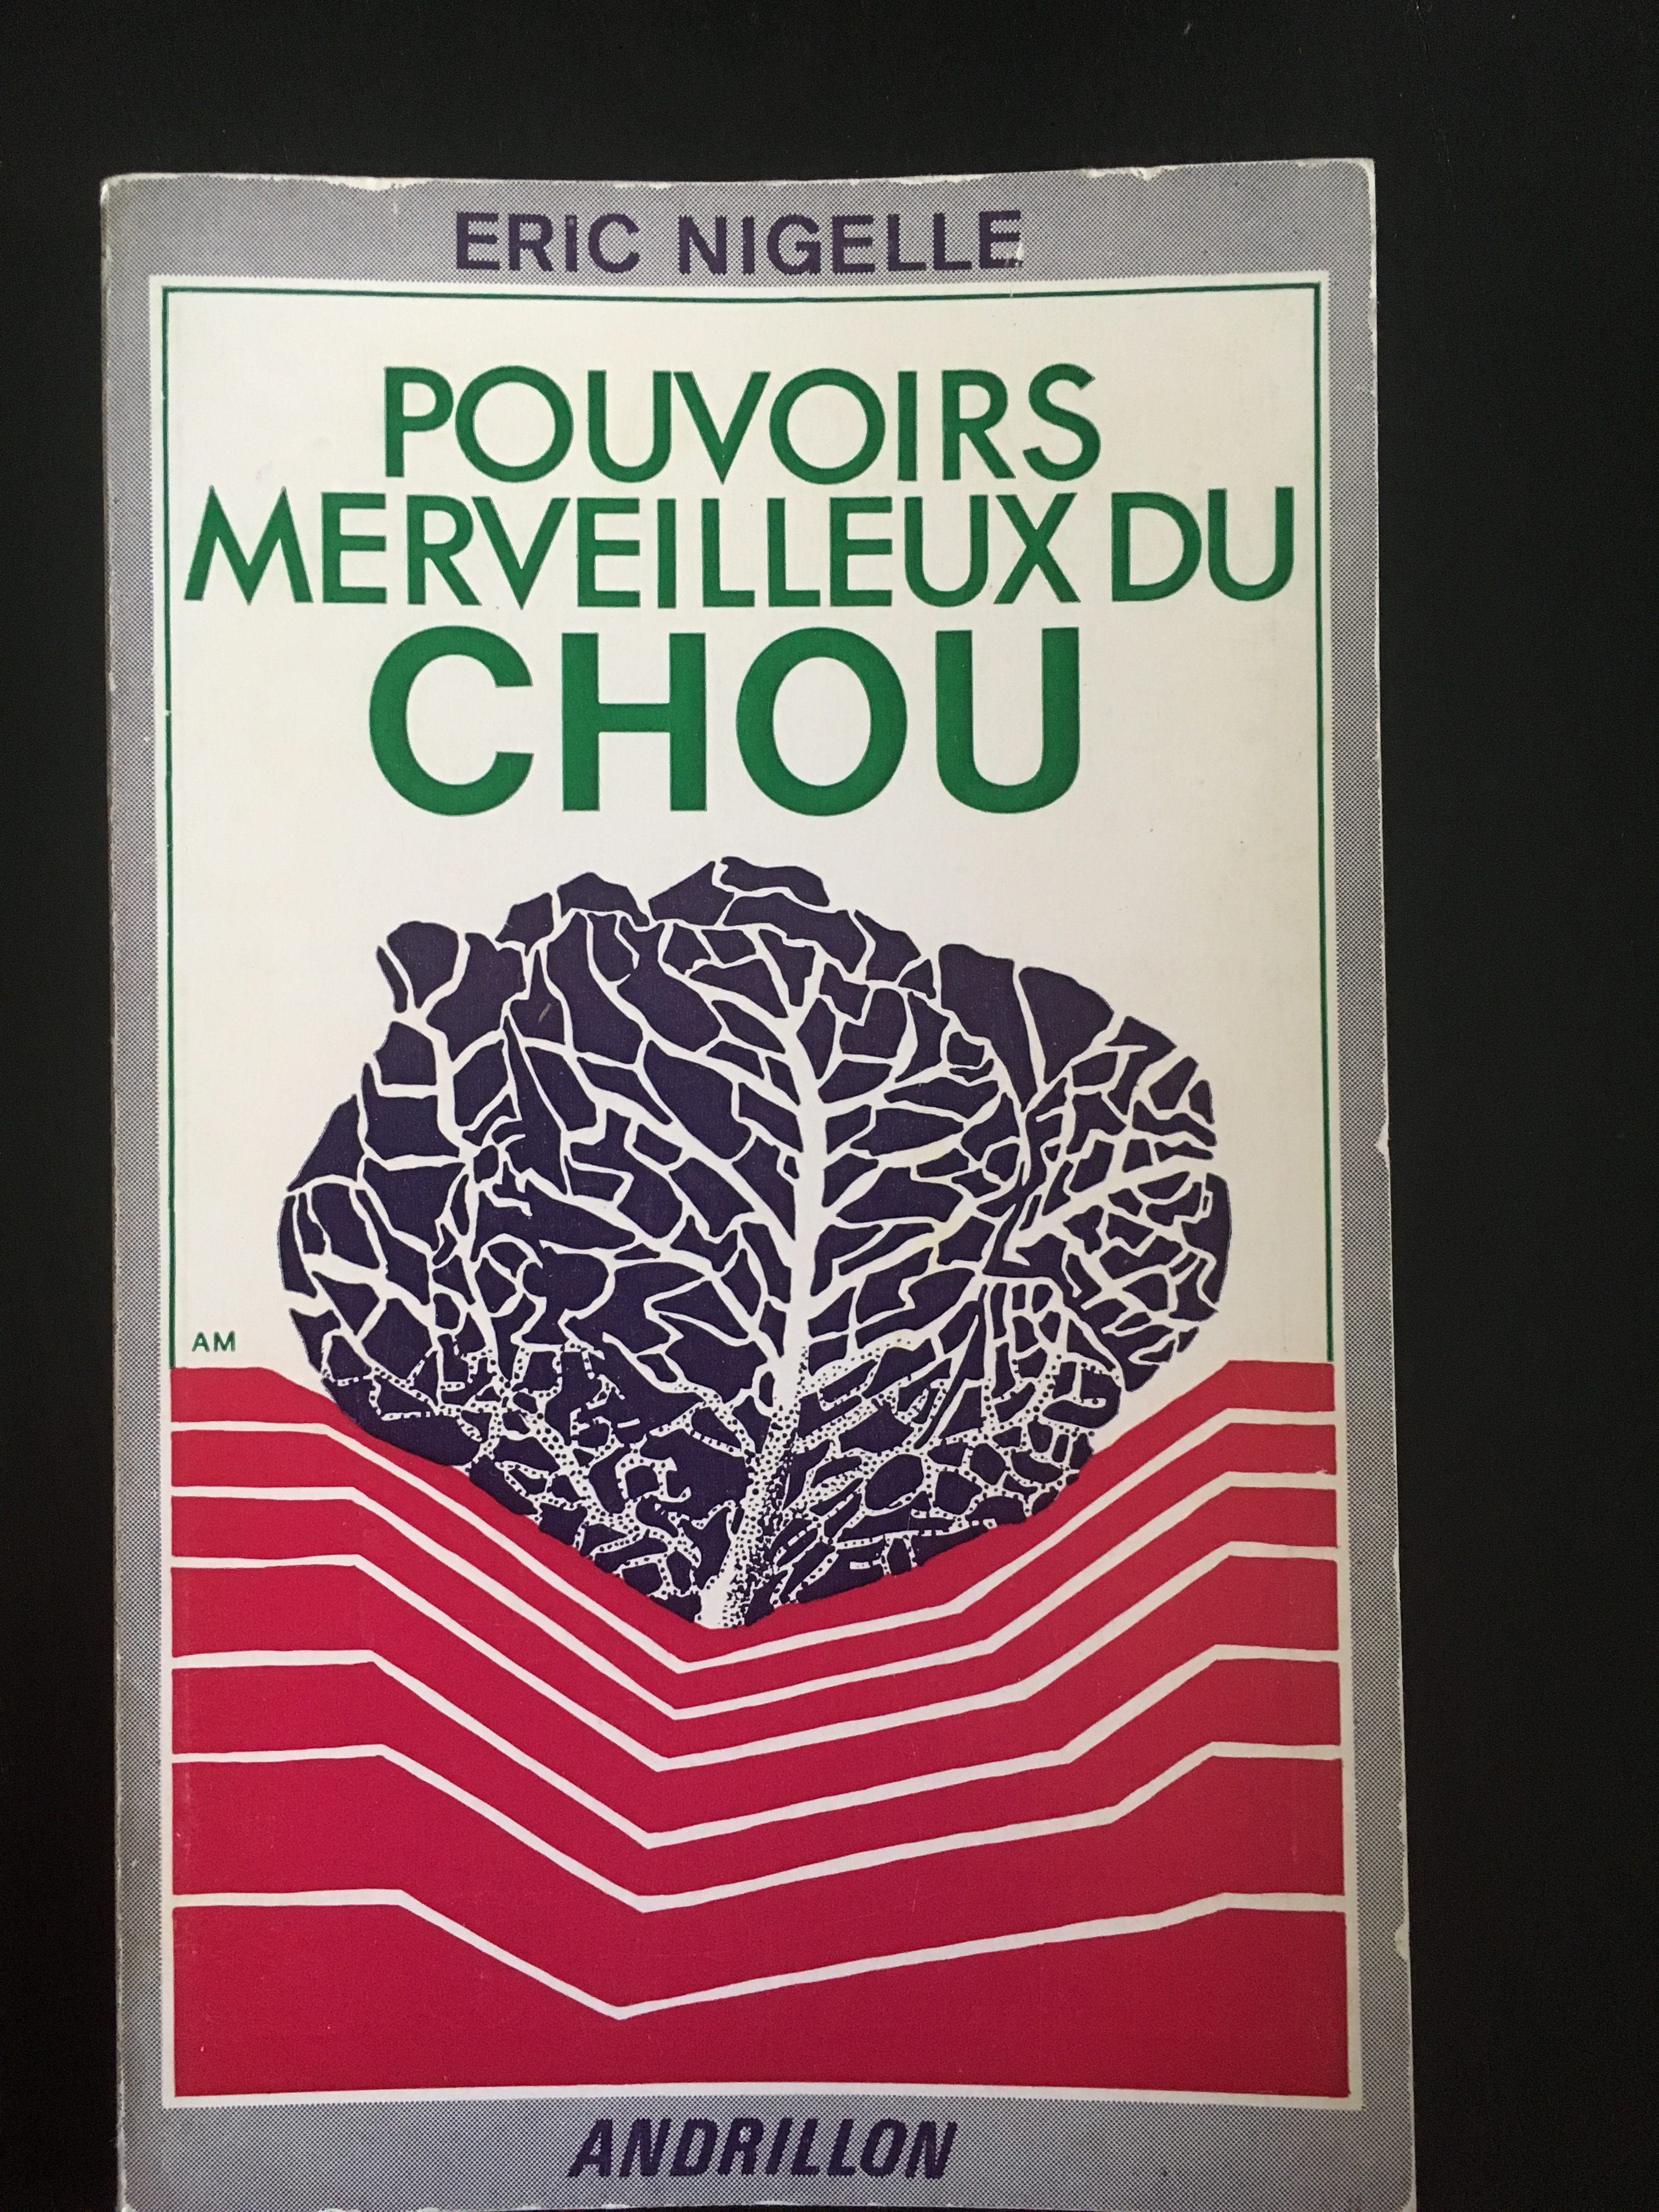 ERIC NIGELLE
POUVOIRS
MERVEILLEUX DU
CHOU
AM
ANDRILLON